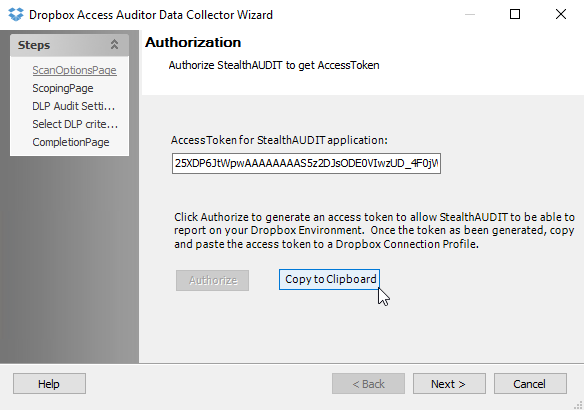 Dropbox Access Auditor Data Collector Wizard
Steps
ScanOptionsPage
ScopingPage
DLP Audit Setti...
Select DLP crite...
CompletionPage
Authorization
Authorize StealthAUDIT to get AccessToken
AccessToken for StealthAUDIT application:
25XDP6JtWpwAAAAAAAAS5z2DJsODE0VIwzUD_4F0jW
Click Authorize to generate an access token to allow StealthAUDIT to be able to
report on your Dropbox Environment. Once the token as been generated, copy
and paste the access token to a Dropbox Connection Profile.
Authorize
Copy to Clipboard
Help
< Back
Next >
Cancel